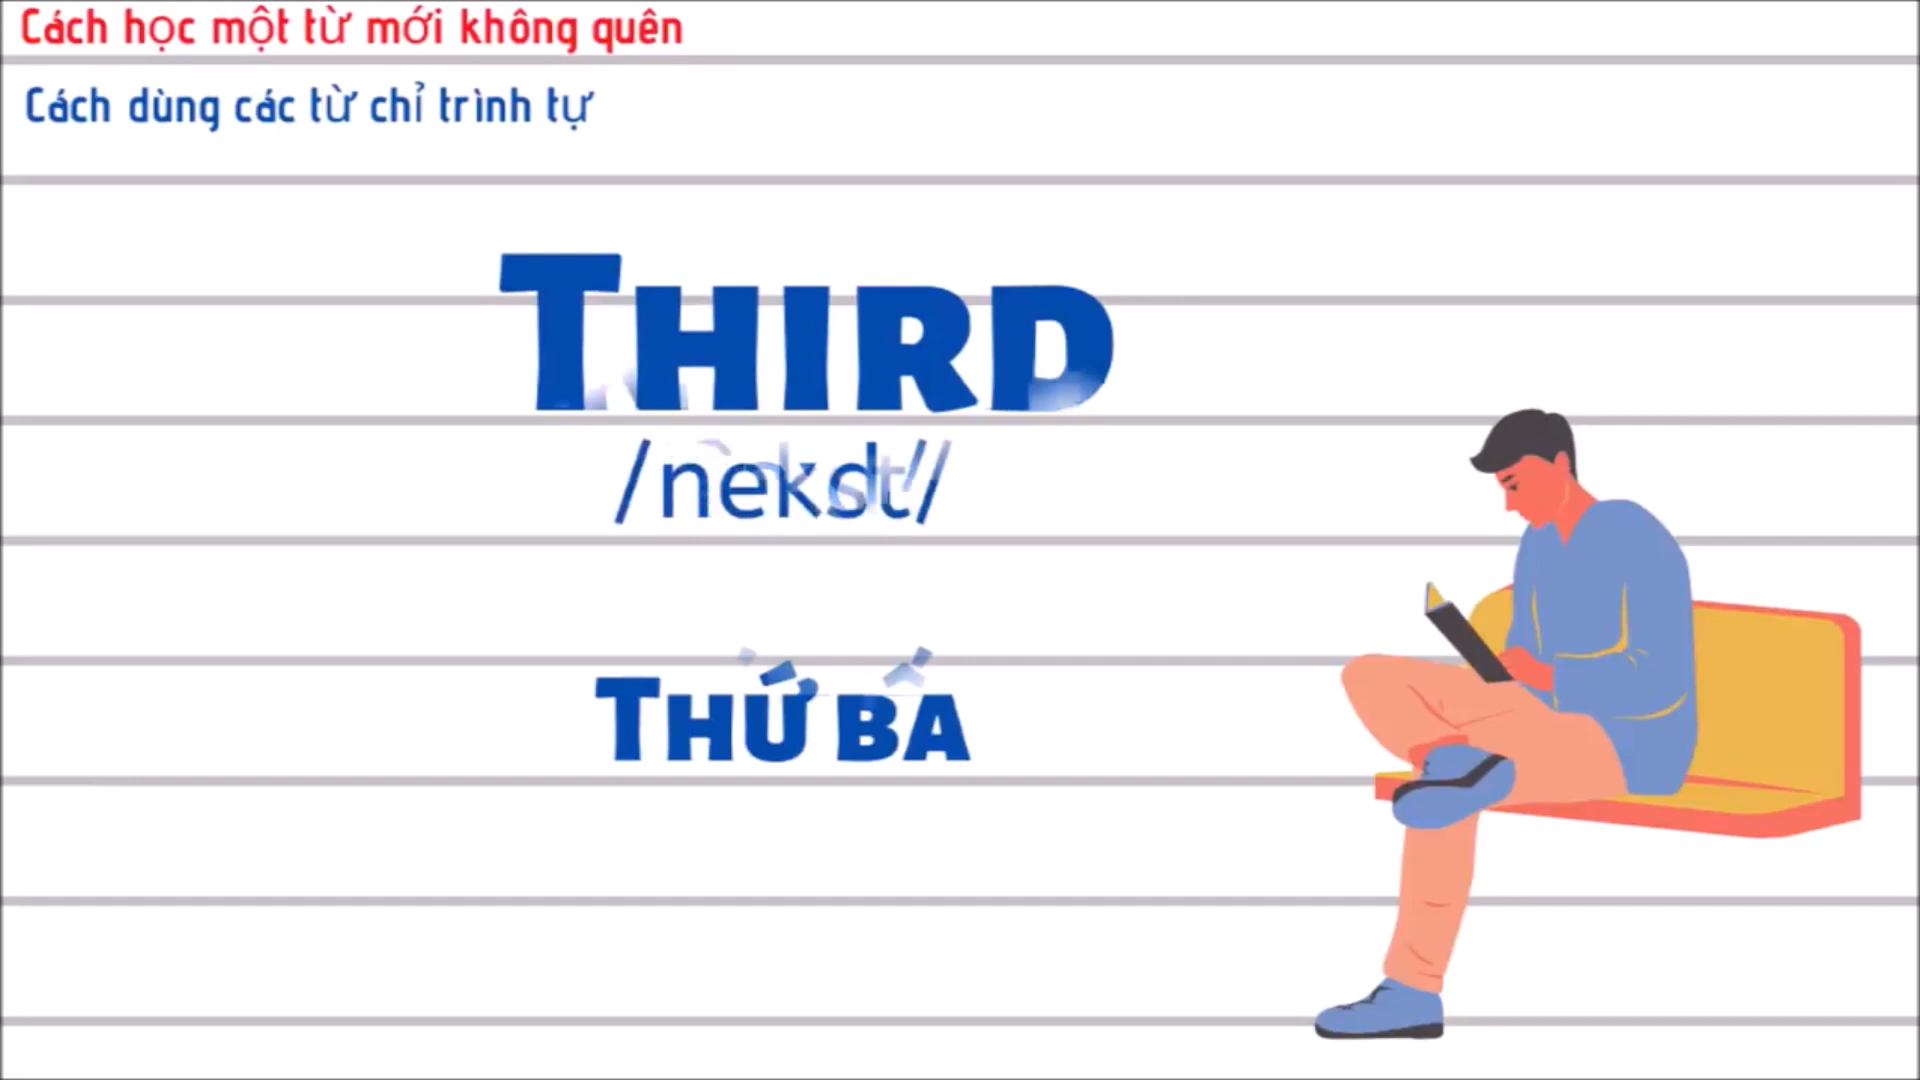 Cách học một từ mới không quên
Cách dùng các từ chỉ trình tự
THIRD
THỨ BA